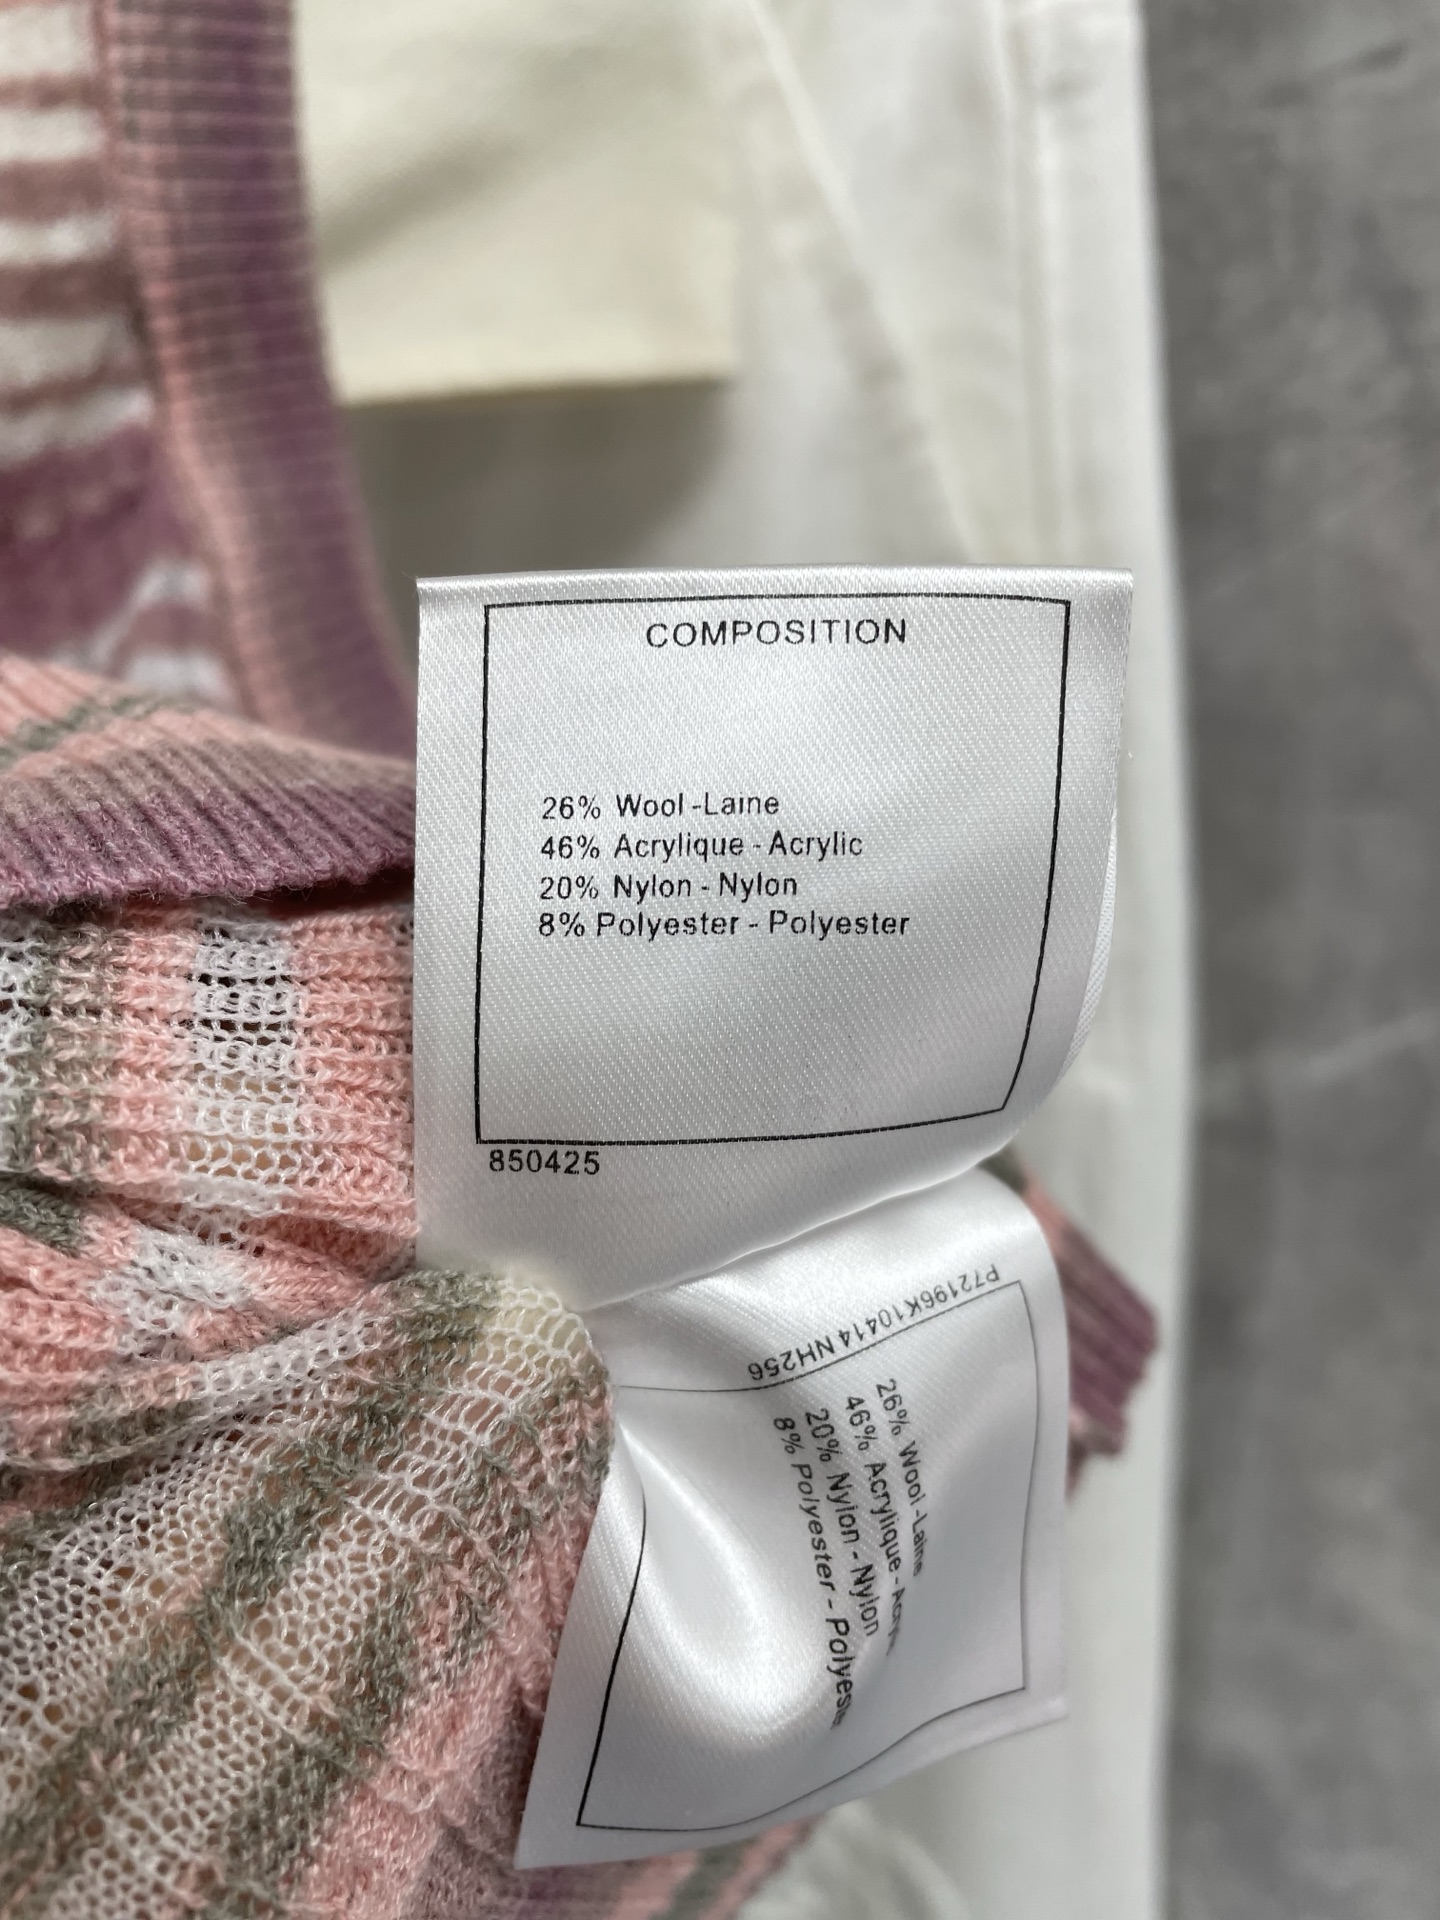 COMPOSITION
26% Wool -Laine
46% Acrylique - Acrylic
20% Nylon - Nylon
8% Polyester - Polyester
850425
P72196K10414 NH256
26% Wool -Laine
46% Acrylique -
20% Nylon - Nylon
8% Polyester -